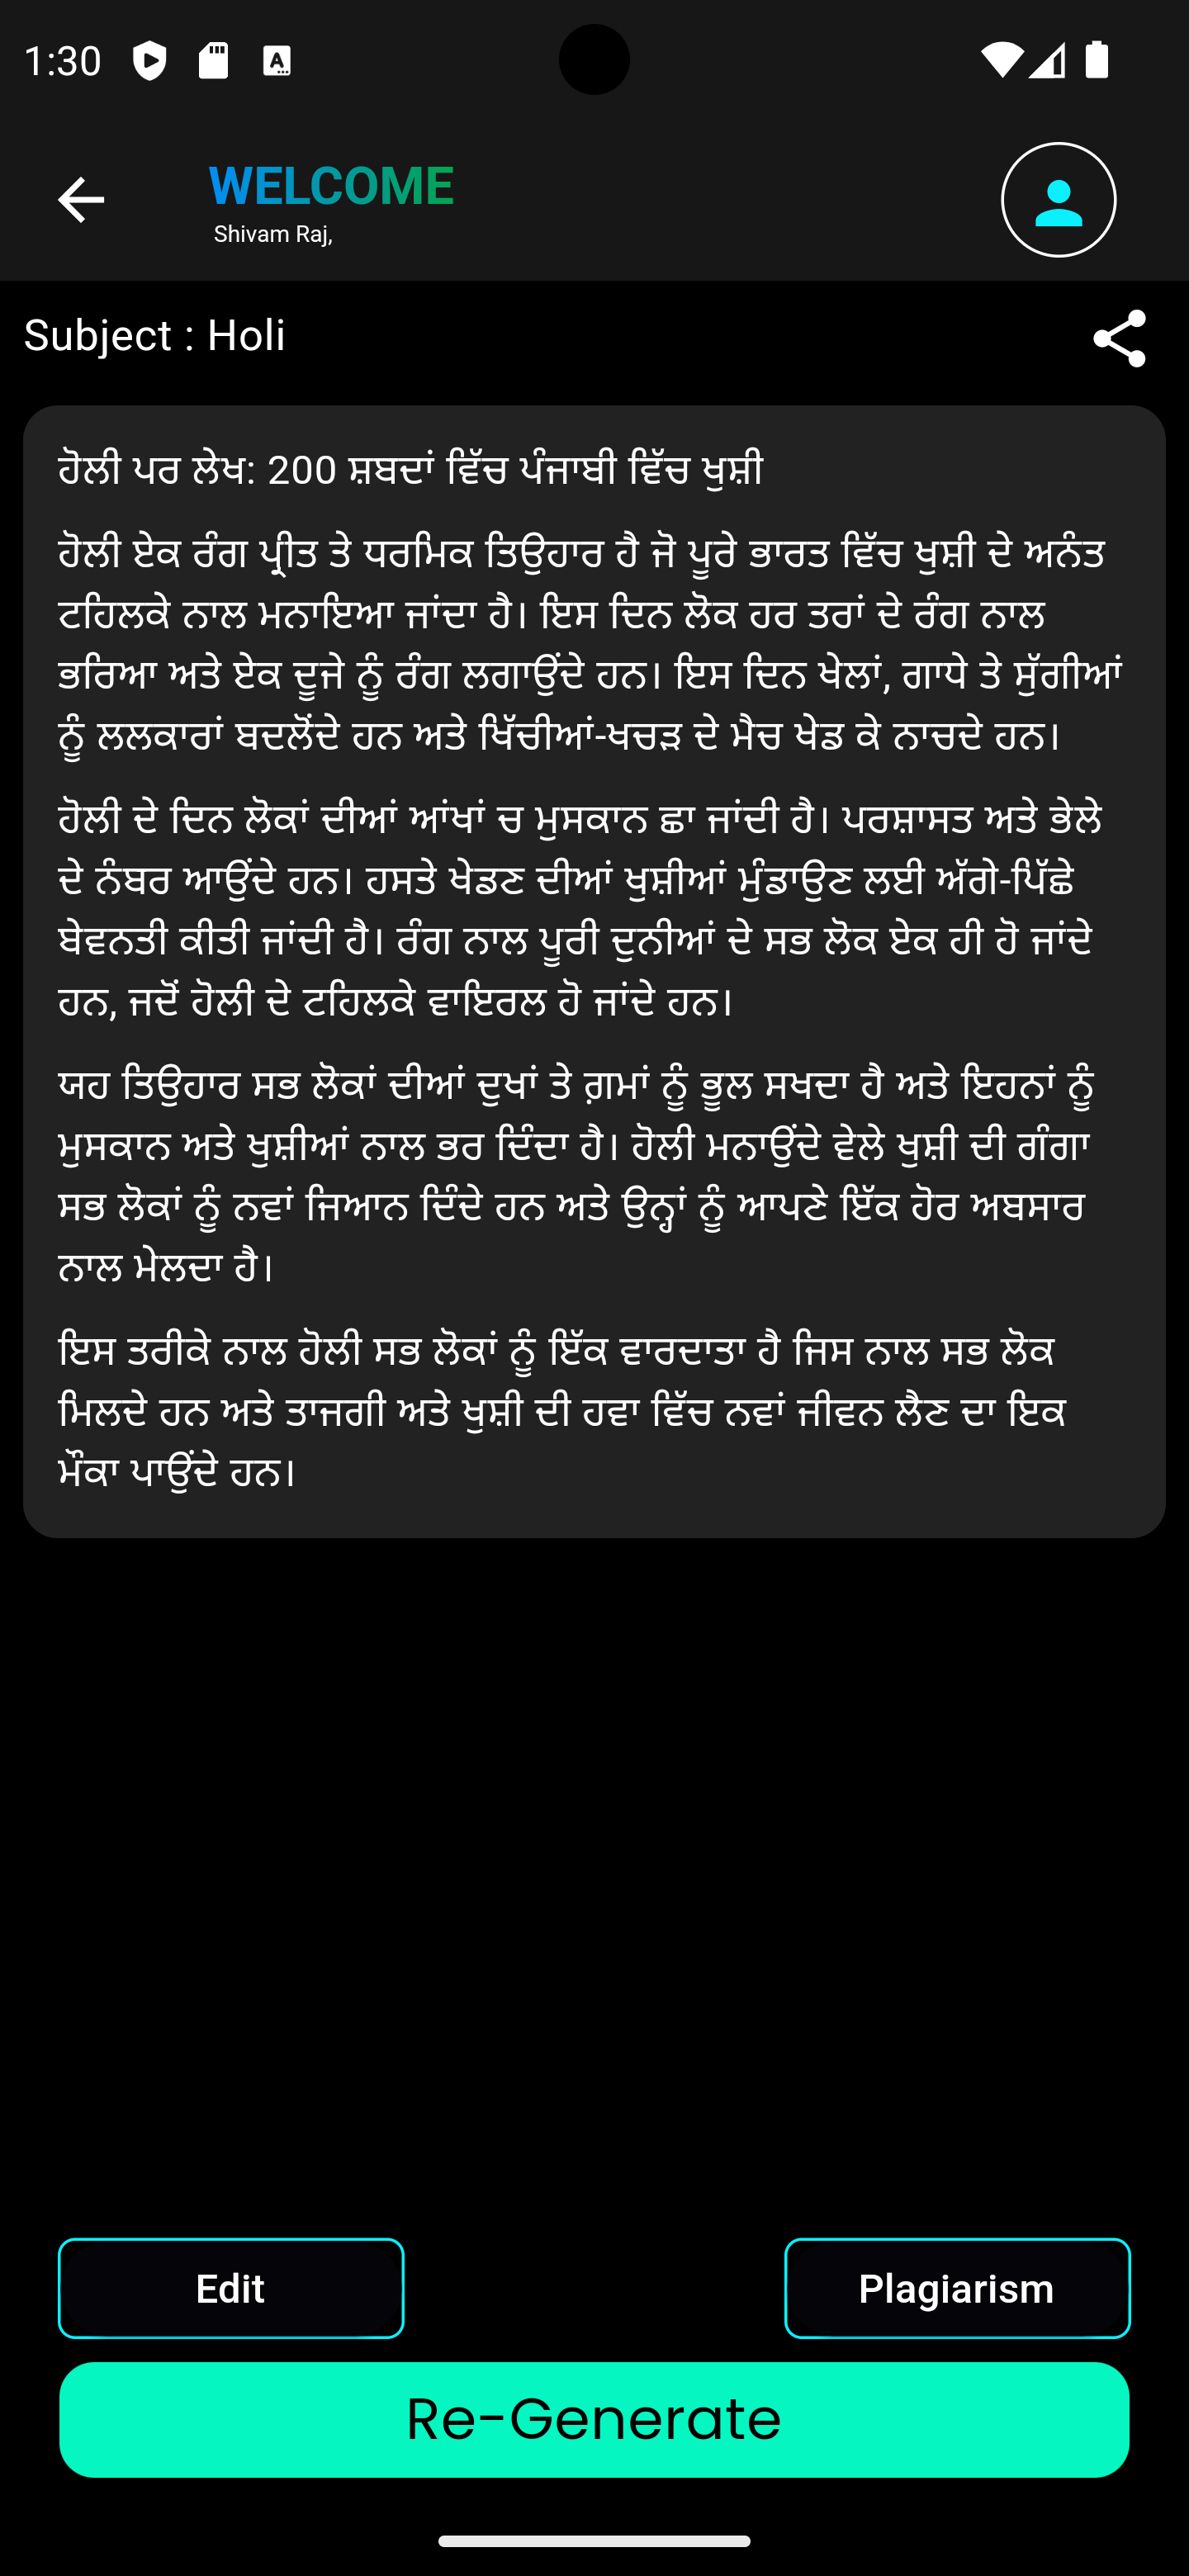 1:30
WELCOME
Shivam Raj,
Subject : Holi
ਹੋਲੀ ਪਰ ਲੇਖ: 200 ਸ਼ਬਦਾਂ ਵਿੱਚ ਪੰਜਾਬੀ ਵਿੱਚ ਖੁਸ਼ੀ
ਹੋਲੀ ਏਕ ਰੰਗ ਪ੍ਰੀਤ ਤੇ ਧਰਮਿਕ ਤਿਉਹਾਰ ਹੈ ਜੋ ਪੂਰੇ ਭਾਰਤ ਵਿੱਚ ਖੁਸ਼ੀ ਦੇ ਅਨੰਤ
ਟਹਿਲਕੇ ਨਾਲ ਮਨਾਇਆ ਜਾਂਦਾ ਹੈ। ਇਸ ਦਿਨ ਲੋਕ ਹਰ ਤਰਾਂ ਦੇ ਰੰਗ ਨਾਲ
ਭਰਿਆ ਅਤੇ ਏਕ ਦੂਜੇ ਨੂੰ ਰੰਗ ਲਗਾਉਂਦੇ ਹਨ। ਇਸ ਦਿਨ ਖੇਲਾਂ, ਗਾਧੇ ਤੇ ਸੁੱਗੀਆਂ
ਨੂੰ ਲਲਕਾਰਾਂ ਬਦਲੋਂਦੇ ਹਨ ਅਤੇ ਖਿੱਚੀਆਂ-ਖਚੜ ਦੇ ਮੈਚ ਖੇਡ ਕੇ ਨਾਚਦੇ ਹਨ।
ਹੋਲੀ ਦੇ ਦਿਨ ਲੋਕਾਂ ਦੀਆਂ ਆਂਖਾਂ ਚ ਮੁਸਕਾਨ ਛਾ ਜਾਂਦੀ ਹੈ। ਪਰਸ਼ਾਸਤ ਅਤੇ ਭੇਲੇ
ਦੇ ਨੰਬਰ ਆਉਂਦੇ ਹਨ। ਹਸਤੇ ਖੇਡਣ ਦੀਆਂ ਖੁਸ਼ੀਆਂ ਮੁੰਡਾਉਣ ਲਈ ਅੱਗੇ-ਪਿੱਛੇ
ਬੇਵਨਤੀ ਕੀਤੀ ਜਾਂਦੀ ਹੈ। ਰੰਗ ਨਾਲ ਪੂਰੀ ਦੁਨੀਆਂ ਦੇ ਸਭ ਲੋਕ ਏਕ ਹੀ ਹੋ ਜਾਂਦੇ
ਹਨ, ਜਦੋਂ ਹੋਲੀ ਦੇ ਟਹਿਲਕੇ ਵਾਇਰਲ ਹੋ ਜਾਂਦੇ ਹਨ।
ਯਹ ਤਿਉਹਾਰ ਸਭ ਲੋਕਾਂ ਦੀਆਂ ਦੁਖਾਂ ਤੇ ਗ਼ਮਾਂ ਨੂੰ ਭੂਲ ਸਖਦਾ ਹੈ ਅਤੇ ਇਹਨਾਂ ਨੂੰ
ਮੁਸਕਾਨ ਅਤੇ ਖੁਸ਼ੀਆਂ ਨਾਲ ਭਰ ਦਿੰਦਾ ਹੈ। ਹੋਲੀ ਮਨਾਉਂਦੇ ਵੇਲੇ ਖੁਸ਼ੀ ਦੀ ਗੰਗਾ
ਸਭ ਲੋਕਾਂ ਨੂੰ ਨਵਾਂ ਜਿਆਨ ਦਿੰਦੇ ਹਨ ਅਤੇ ਉਨ੍ਹਾਂ ਨੂੰ ਆਪਣੇ ਇੱਕ ਹੋਰ ਅਬਸਾਰ
ਨਾਲ ਮੇਲਦਾ ਹੈ।
ਇਸ ਤਰੀਕੇ ਨਾਲ ਹੋਲੀ ਸਭ ਲੋਕਾਂ ਨੂੰ ਇੱਕ ਵਾਰਦਾਤਾ ਹੈ ਜਿਸ ਨਾਲ ਸਭ ਲੋਕ
ਮਿਲਦੇ ਹਨ ਅਤੇ ਤਾਜਗੀ ਅਤੇ ਖੁਸ਼ੀ ਦੀ ਹਵਾ ਵਿੱਚ ਨਵਾਂ ਜੀਵਨ ਲੈਣ ਦਾ ਇਕ
ਮੌਕਾ ਪਾਉਂਦੇ ਹਨ।
Edit
Plagiarism
Re-Generate